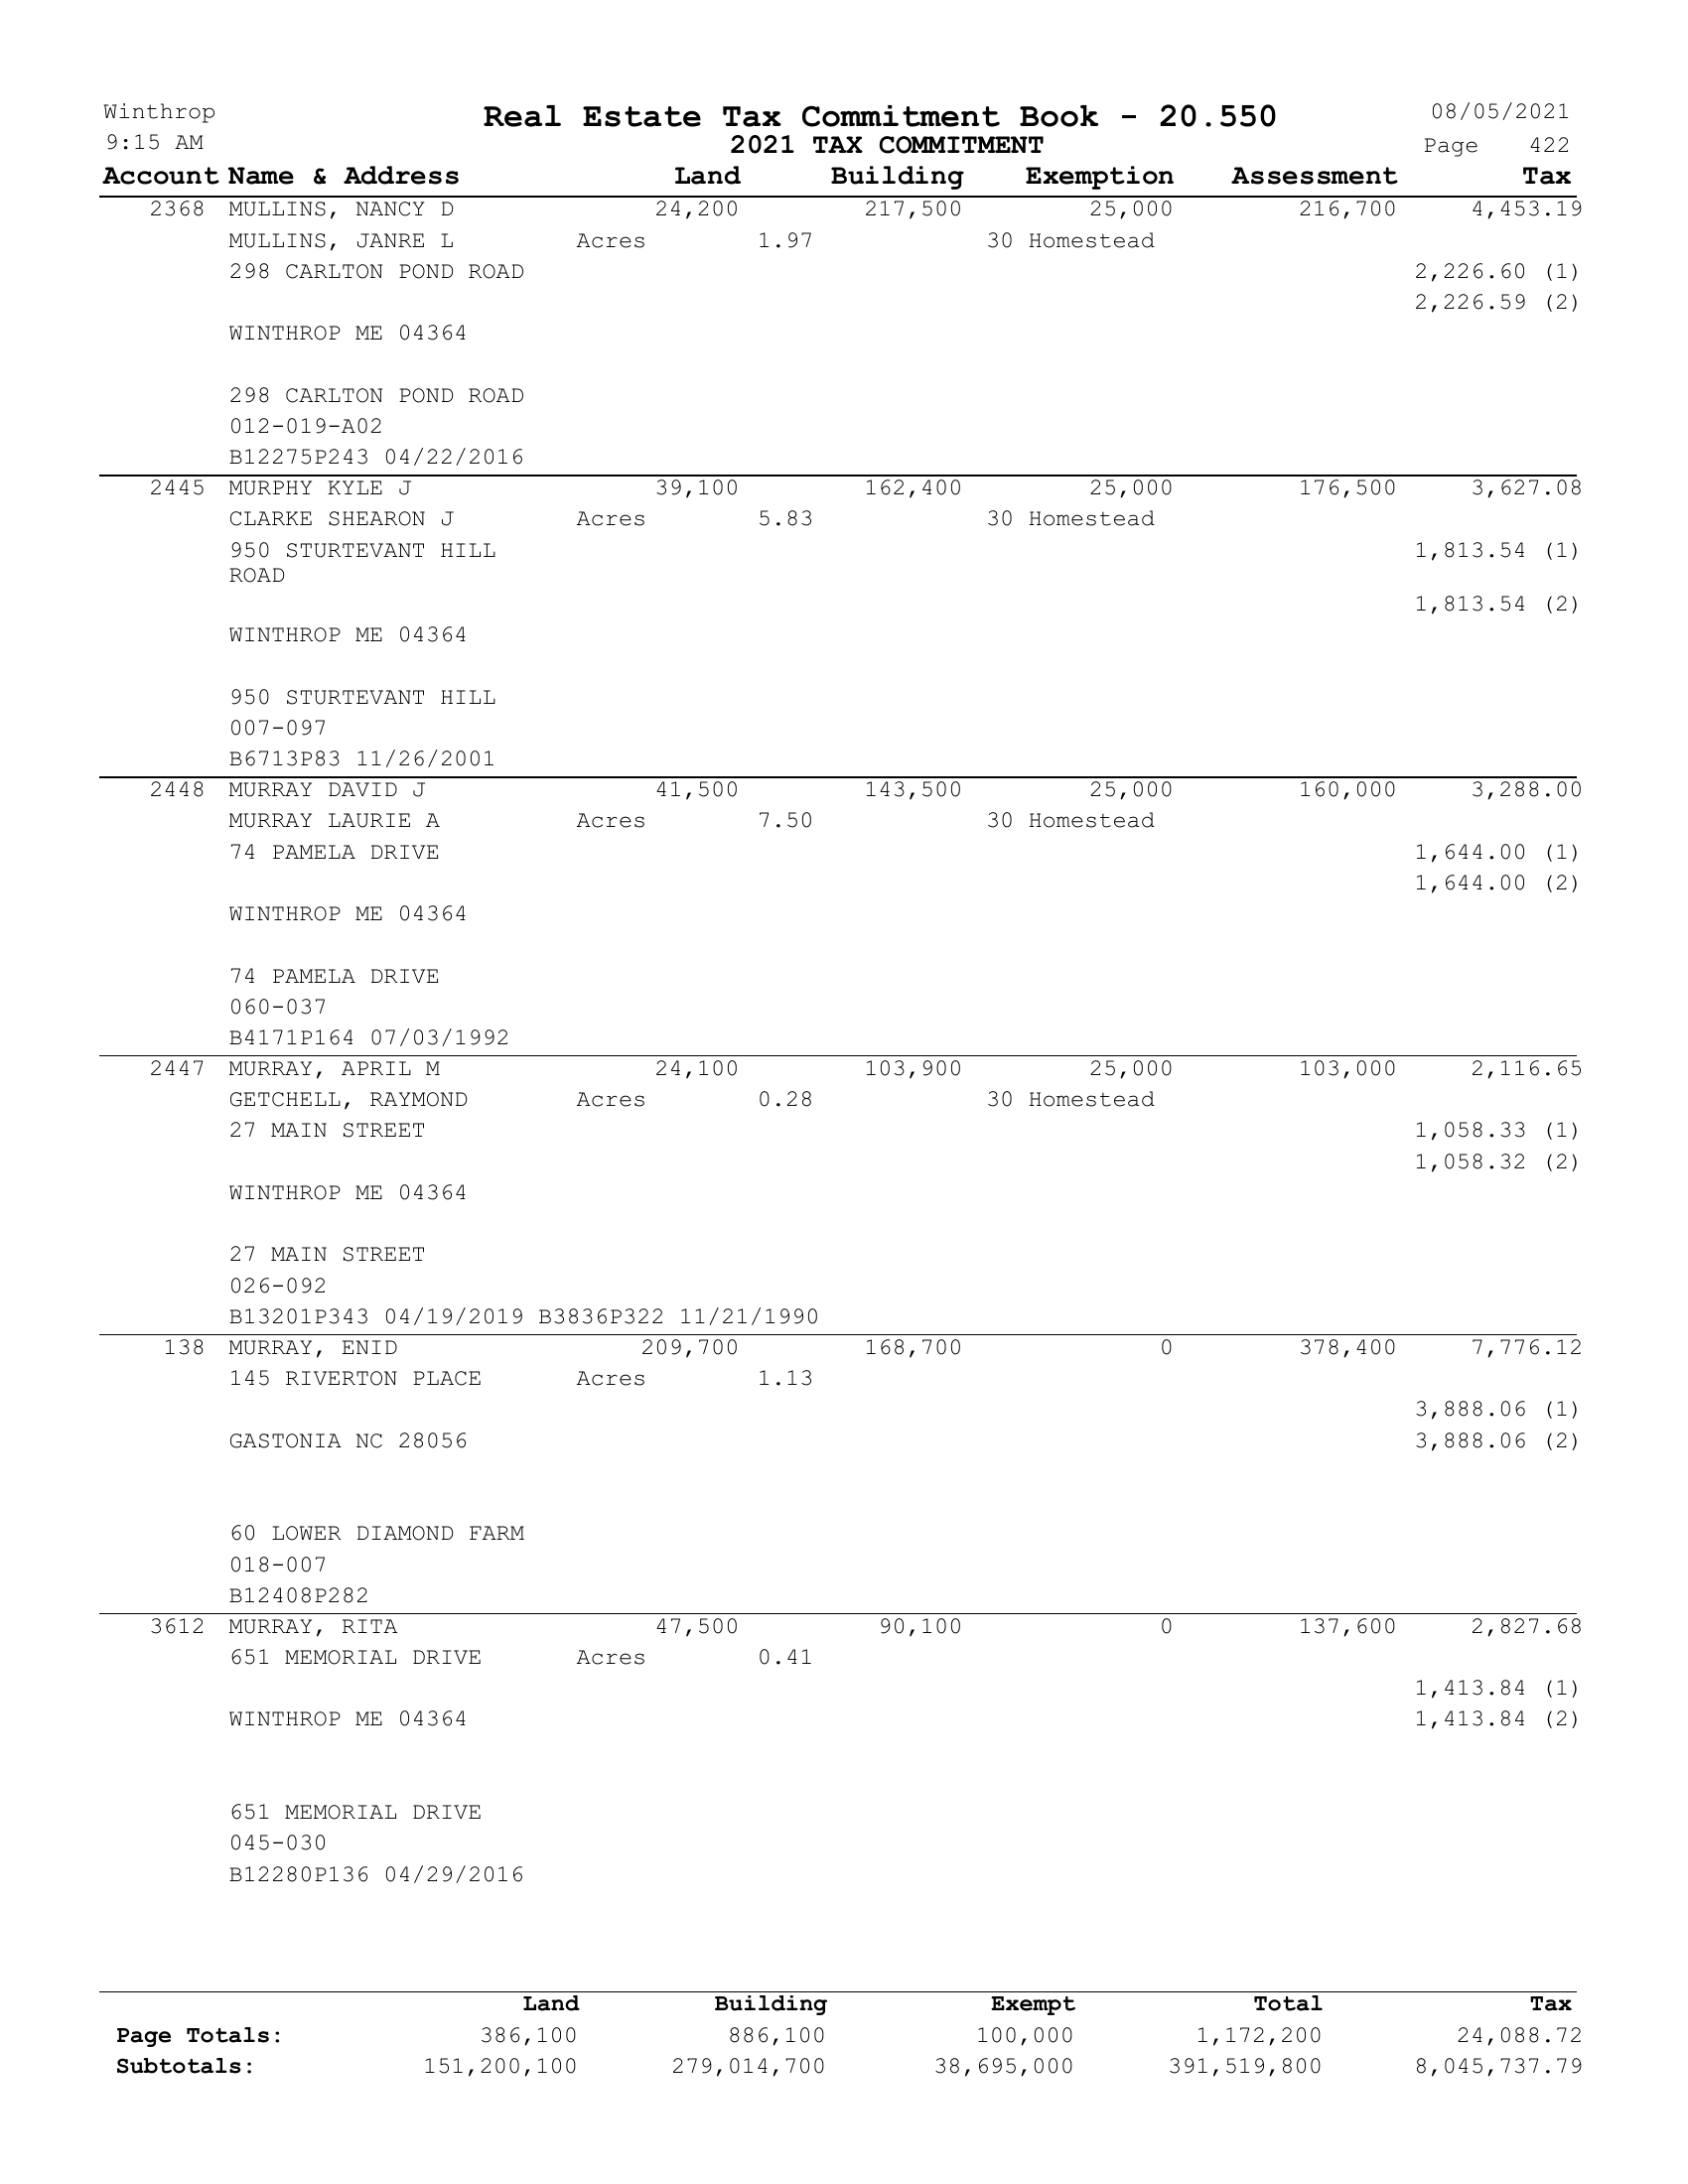 Winthrop Real Estate Tax Commitment Book - 20.550 08/05/2021
9:15 AM 2021 TAX COMMITMENT Page 422
Account Name & Address Land Building Exemption Assessment Tax
2368 MULLINS, NANCY D 24,200 217,500 25,000 216,700 4,453.19
MULLINS, JANRE L Acres 1.97 30 Homestead
298 CARLTON POND ROAD 2,226.60 (1)
2,226.59 (2)
WINTHROP ME 04364
298 CARLTON POND ROAD
012-019-A02
B12275P243 04/22/2016
2445 MURPHY KYLE J 39,100 162,400 25,000 176,500 3,627.08
CLARKE SHEARON J Acres 5.83 30 Homestead
950 STURTEVANT HILL 1,813.54 (1)
ROAD
1,813.54 (2)
WINTHROP ME 04364
950 STURTEVANT HILL
007-097
B6713P83 11/26/2001
2448 MURRAY DAVID J 41,500 143,500 25,000 160,000 3,288.00
MURRAY LAURIE A Acres 7.50 30 Homestead
74 PAMELA DRIVE 1,644.00 (1)
1,644.00 (2)
WINTHROP ME 04364
74 PAMELA DRIVE
060-037
B4171P164 07/03/1992
2447 MURRAY, APRIL M 24,100 103,900 25,000 103,000 2,116.65
GETCHELL, RAYMOND Acres 0.28 30 Homestead
27 MAIN STREET 1,058.33 (1)
1,058.32 (2)
WINTHROP ME 04364
27 MAIN STREET
026-092
B13201P343 04/19/2019 B3836P322 11/21/1990
138 MURRAY, ENID 209,700 168,700 0 378,400 7,776.12
145 RIVERTON PLACE Acres 1.13
3,888.06 (1)
GASTONIA NC 28056 3,888.06 (2)
60 LOWER DIAMOND FARM
018-007
B12408P282
3612 MURRAY, RITA 47,500 90,100 0 137,600 2,827.68
651 MEMORIAL DRIVE Acres 0.41
1,413.84 (1)
WINTHROP ME 04364 1,413.84 (2)
651 MEMORIAL DRIVE
045-030
B12280P136 04/29/2016
Land Building Exempt Total Tax
Page Totals: 386,100 886,100 100,000 1,172,200 24,088.72
Subtotals: 151,200,100 279,014,700 38,695,000 391,519,800 8,045,737.79